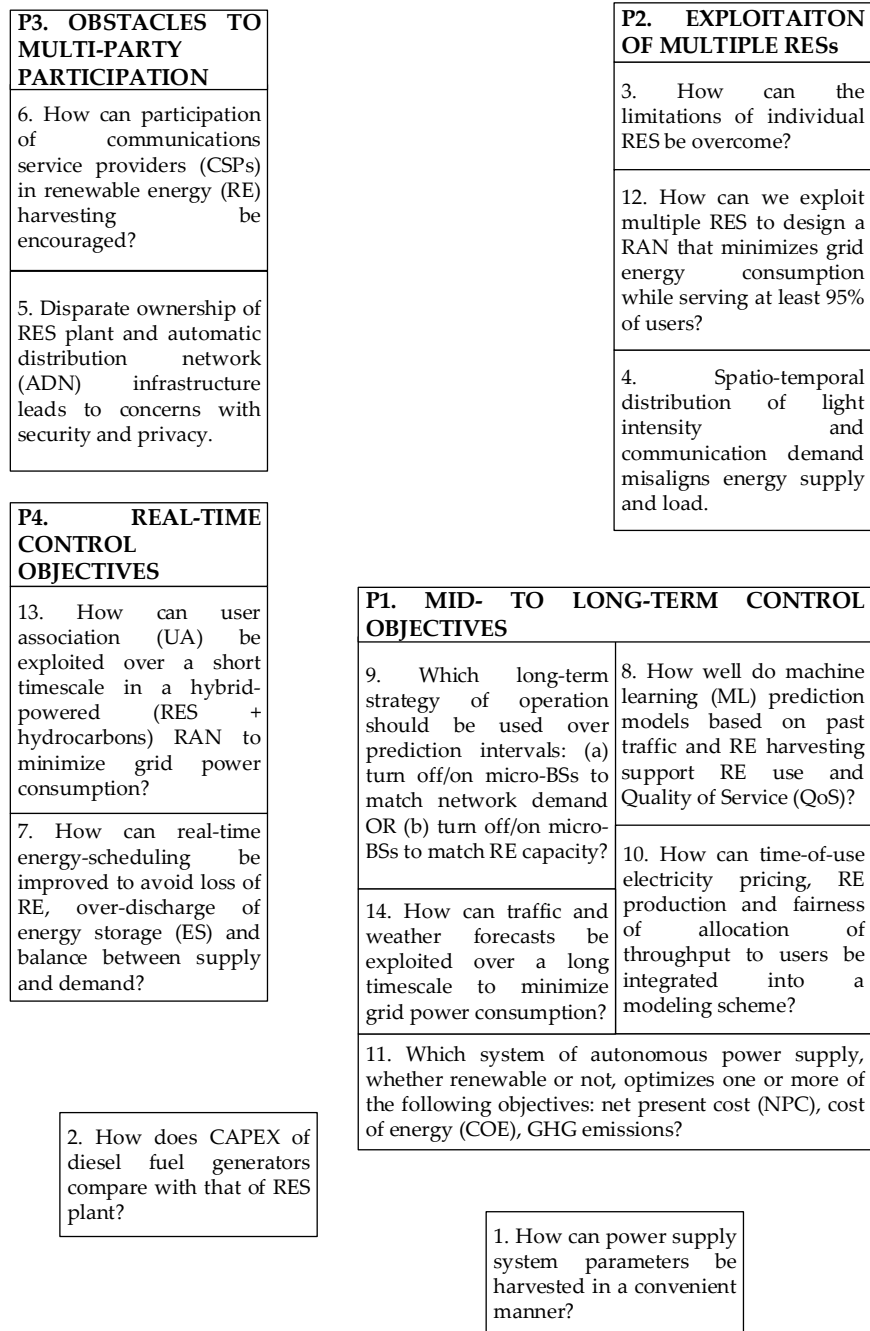 P3. OBSTACLES TO
MULTI-PARTY
PARTICIPATION
6. How can participation
of communications
service providers (CSPs)
in renewable energy (RE)
harvesting be
encouraged?
5. Disparate ownership of
RES plant and automatic
distribution network
(ADN) infrastructure
leads to concerns with
security and privacy.
P2. EXPLOITAITON
OF MULTIPLE RESs
3. How can the
limitations of individual
RES be overcome?
12. How can we exploit
multiple RES to design a
RAN that minimizes grid
energy consumption
while serving at least 95%
of users?
4. Spatio-temporal
distribution of light
intensity and
communication demand
misaligns energy supply
and load.
P4. REAL-TIME
CONTROL
OBJECTIVES
13. How can user
association (UA) be
exploited over a short
timescale in a hybrid-
powered (RES +
hydrocarbons) RAN to
minimize grid power
consumption?
7. How can real-time
energy-scheduling be
improved to avoid loss of
RE, over-discharge of
energy storage (ES) and
balance between supply
and demand?
P1. MID- TO LONG-TERM CONTROL
OBJECTIVES
9. Which long-term
strategy of operation
should be used over
prediction intervals: (a)
turn off/on micro-BSs to
match network demand
OR (b) turn off/on micro-
BSs to match RE capacity?
8. How well do machine
learning (ML) prediction
models based on past
traffic and RE harvesting
support RE use and
Quality of Service (QoS)?
14. How can traffic and
weather forecasts be
exploited over a long
timescale to minimize
grid power consumption?
10. How can time-of-use
electricity pricing, RE
production and fairness
of allocation of
throughput to users be
integrated into a
modeling scheme?
11. Which system of autonomous power supply,
whether renewable or not, optimizes one or more of
the following objectives: net present cost (NPC), cost
of energy (COE), GHG emissions?
2. How does CAPEX of
diesel fuel generators
compare with that of RES
plant?
1. How can power supply
system parameters be
harvested in a convenient
manner?